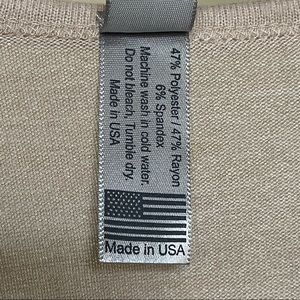 47% Polyester / 47% Rayon
6% Spandex
Machine wash in cold water.
Do not bleach, Tumble dry.
Made in USA
Made in USA